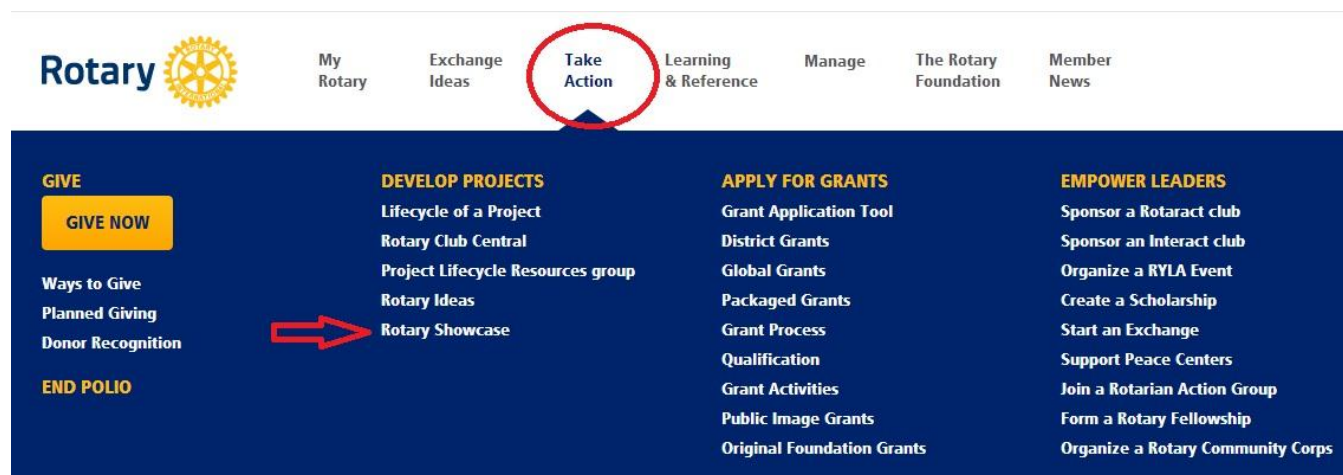 Rotary
ROTARY
INTERNATIONAL
My
Rotary
Exchange
Ideas
Take
Action
Learning
& Reference
Manage
The Rotary
Foundation
Member
News
GIVE
GIVE NOW
Ways to Give
Planned Giving
Donor Recognition
END POLIO
DEVELOP PROJECTS
Lifecycle of a Project
Rotary Club Central
Project Lifecycle Resources group
Rotary Ideas
Rotary Showcase
APPLY FOR GRANTS
Grant Application Tool
District Grants
Global Grants
Packaged Grants
Grant Process
Qualification
Grant Activities
Public Image Grants
Original Foundation Grants
EMPOWER LEADERS
Sponsor a Rotaract club
Sponsor an Interact club
Organize a RYLA Event
Create a Scholarship
Start an Exchange
Support Peace Centers
Join a Rotarian Action Group
Form a Rotary Fellowship
Organize a Rotary Community Corps